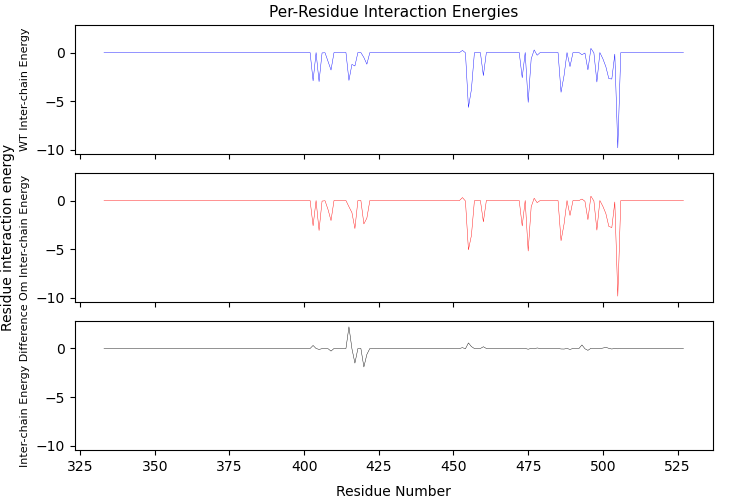 Per-Residue Interaction Energies
Residue interaction energy
WT Inter-chain Energy
0
−5
−10
Om Inter-chain Energy
0
−5
−10
Inter-chain Energy Difference
0
−5
−10
325 350 375 400 425 450 475 500 525
Residue Number